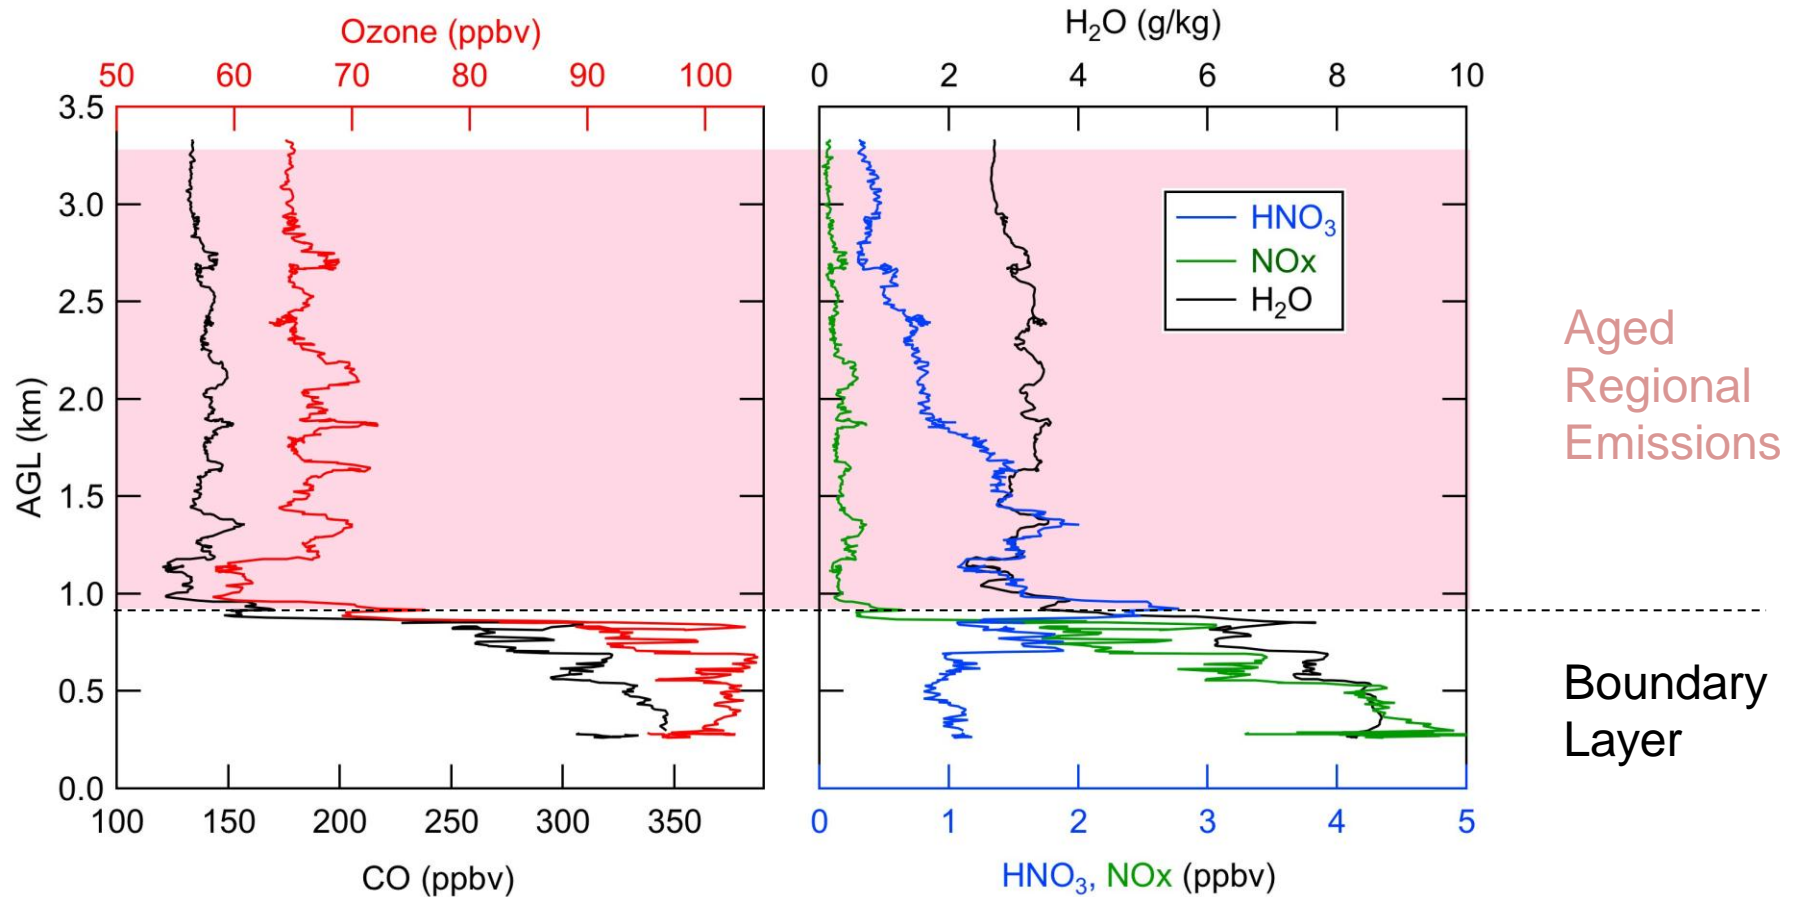 Ozone (ppbv)
50 60 70 80 90 100
H₂O (g/kg)
0 2 4 6 8 10
AGL (km)
3.5
3.0
2.5
2.0
1.5
1.0
0.5
0.0
100 150 200 250 300 350
CO (ppbv)
HNO₃
NOx
H₂O
0 1 2 3 4 5
HNO₃, NOx (ppbv)
Aged
Regional
Emissions
Boundary
Layer